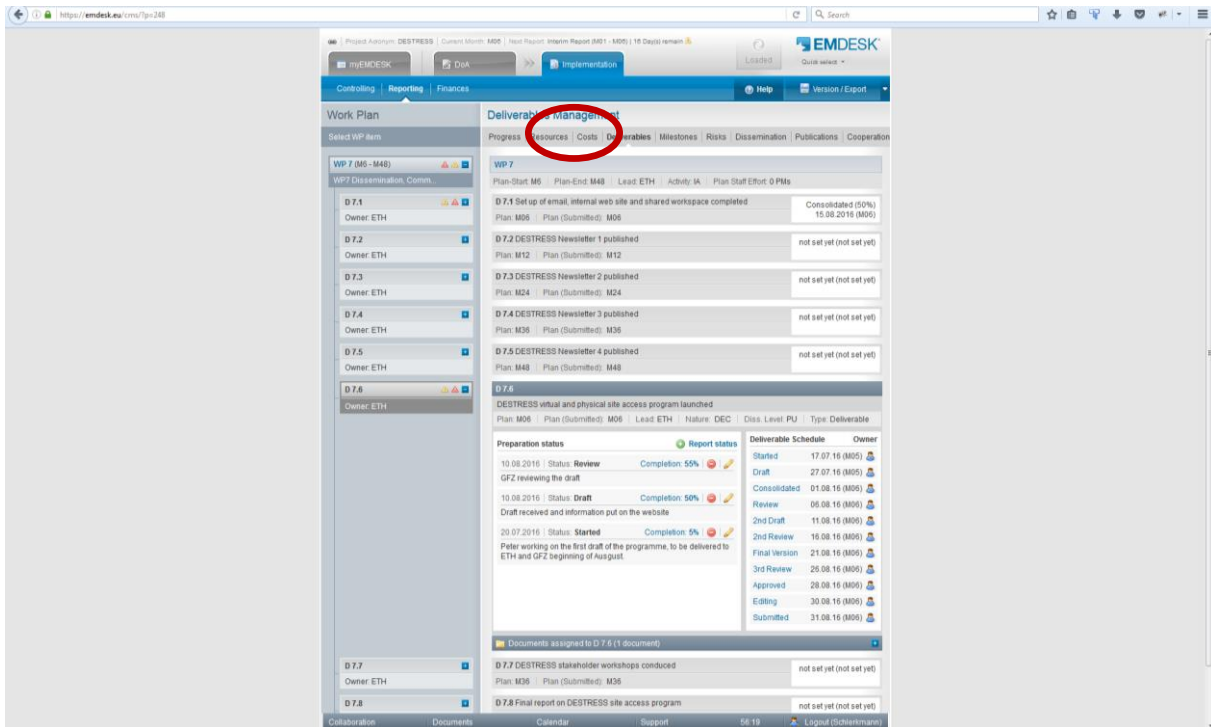 https://emdesk.eu/cms/?p=248
Search
Project Acronym: DESTRESS | Current Month: M06 | Next Report: Interim Report (M01 - M06) | 16 Day(s) remain
Loaded
EMDESK
Quick select
myEMDESK
DoA
>>
Implementation
Controlling | Reporting | Finances
Help
Version / Export
Work Plan
Deliverables Management
Select WP item
Progress | Resources | Costs | Deliverables | Milestones | Risks | Dissemination | Publications | Cooperation
WP 7 (M6 - M48)
WP7 Dissemination, Comm...
WP 7
Plan-Start: M6 | Plan-End: M48 | Lead: ETH | Activity: IA | Plan Staff Effort: 0 PMs
D 7.1
Owner: ETH
D 7.1 Set up of email, internal web site and shared workspace completed
Plan: M06 | Plan (Submitted): M06
Consolidated (50%)
15.08.2016 (M06)
D 7.2
Owner: ETH
D 7.2 DESTRESS Newsletter 1 published
Plan: M12 | Plan (Submitted): M12
not set yet (not set yet)
D 7.3
Owner: ETH
D 7.3 DESTRESS Newsletter 2 published
Plan: M24 | Plan (Submitted): M24
not set yet (not set yet)
D 7.4
Owner: ETH
D 7.4 DESTRESS Newsletter 3 published
Plan: M36 | Plan (Submitted): M36
not set yet (not set yet)
D 7.5
Owner: ETH
D 7.5 DESTRESS Newsletter 4 published
Plan: M48 | Plan (Submitted): M48
not set yet (not set yet)
D 7.6
Owner: ETH
D 7.6
DESTRESS virtual and physical site access program launched
Plan: M06 | Plan (Submitted): M06 | Lead: ETH | Nature: DEC | Diss. Level: PU | Type: Deliverable
Preparation status
Report status
10.08.2016 | Status: Review Completion: 55%
GFZ reviewing the draft
10.08.2016 | Status: Draft Completion: 50%
Draft received and information put on the website
20.07.2016 | Status: Started Completion: 5%
Peter working on the first draft of the programme, to be delivered to
ETH and GFZ beginning of Ausgust.
Deliverable Schedule Owner
Started 17.07.16 (M05)
Draft 27.07.16 (M05)
Consolidated 01.08.16 (M06)
Review 06.08.16 (M06)
2nd Draft 11.08.16 (M06)
2nd Review 16.08.16 (M06)
Final Version 21.08.16 (M06)
3rd Review 26.08.16 (M06)
Approved 28.08.16 (M06)
Editing 30.08.16 (M06)
Submitted 31.08.16 (M06)
Documents assigned to D 7.6 (1 document)
D 7.7
Owner: ETH
D 7.7 DESTRESS stakeholder workshops conduced
Plan: M36 | Plan (Submitted): M36
not set yet (not set yet)
D 7.8
D 7.8 Final report on DESTRESS site access program
not set yet (not set yet)
Collaboration Documents Calendar Support 56:19 Logout (Schlerkmann)